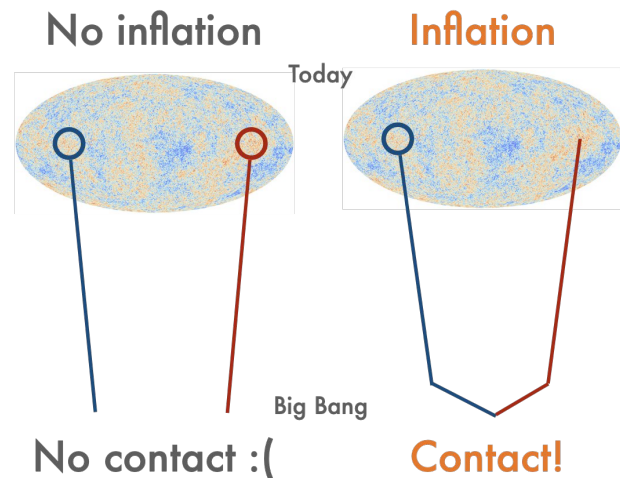 No inflation
Inflation
Today
Big Bang
No contact :(
Contact!